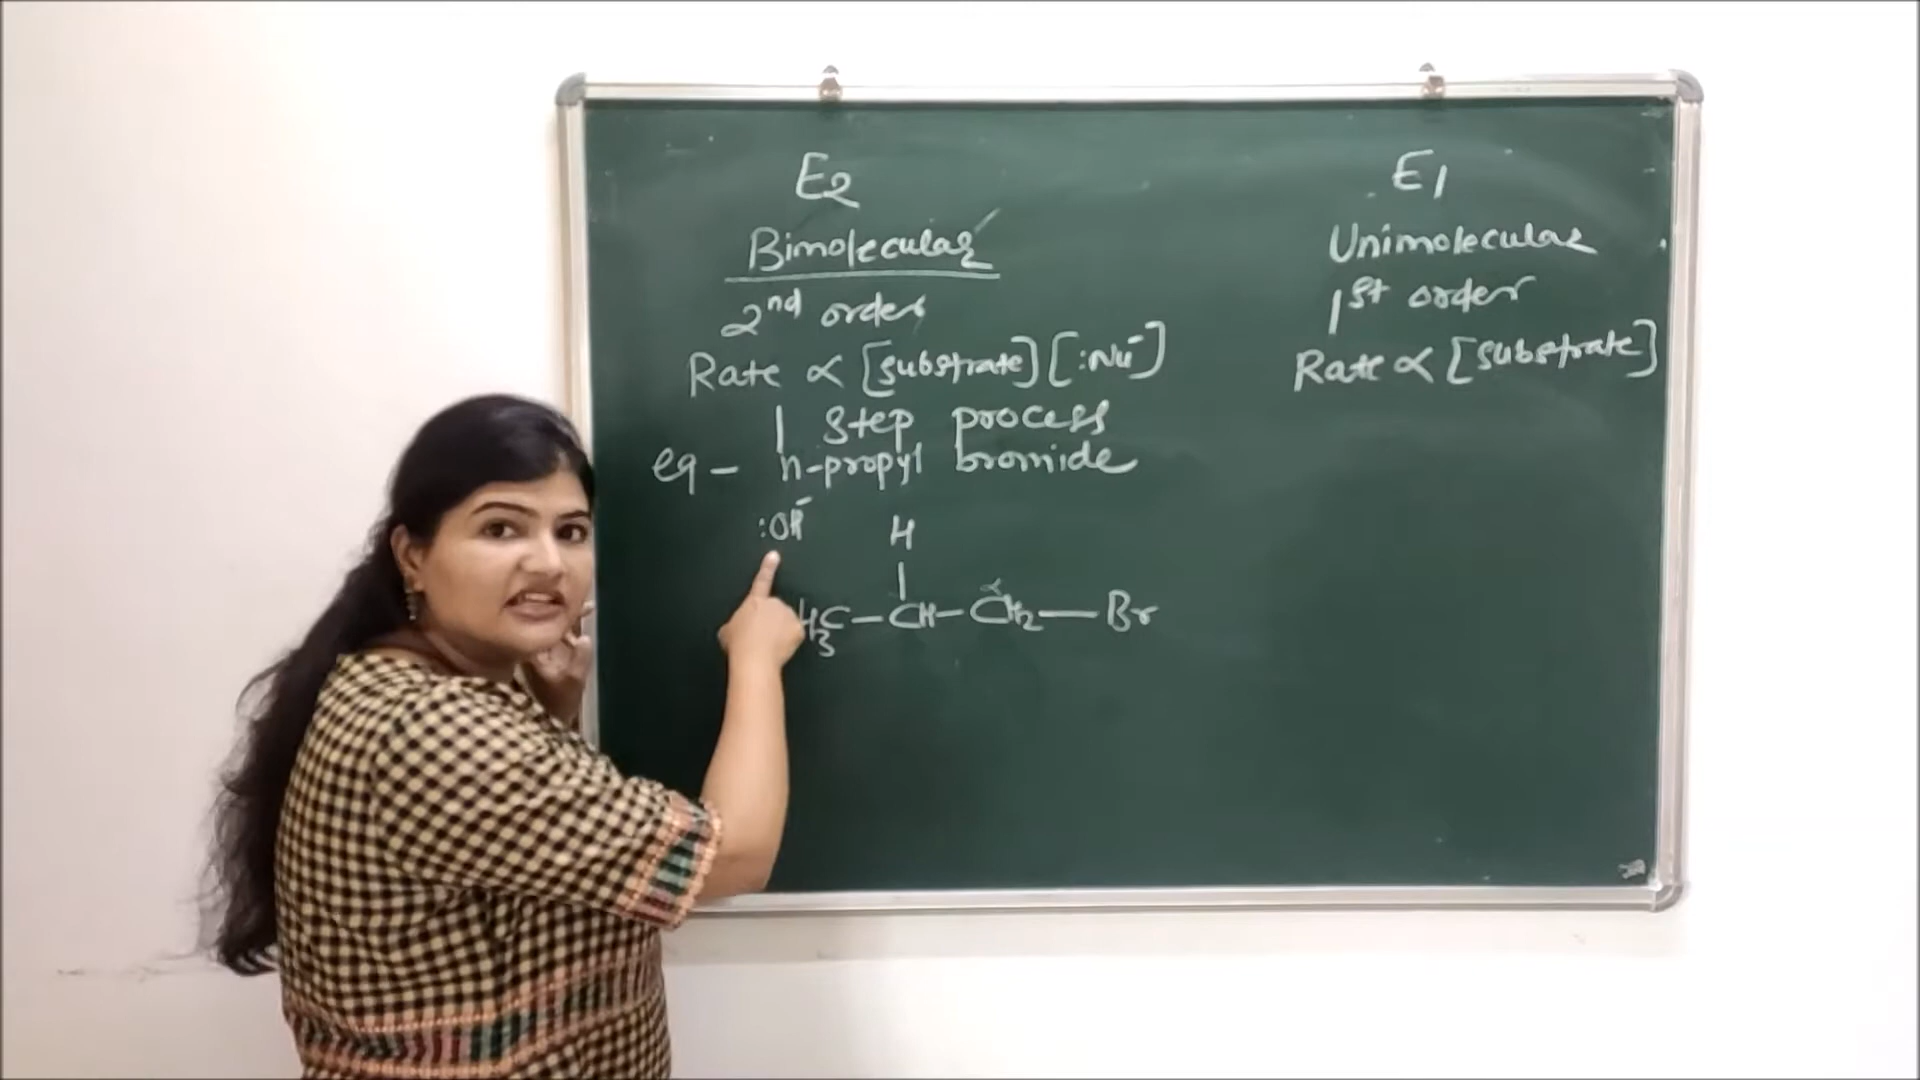 E2
Bimolecular
2nd order
Rate ∝ [substrate] [:Nu⁻]
1 step process
eg - n-propyl bromide
:OH⁻ H
H3C - CH - CH2 - Br
α
E1
Unimolecular
1st order
Rate ∝ [substrate]